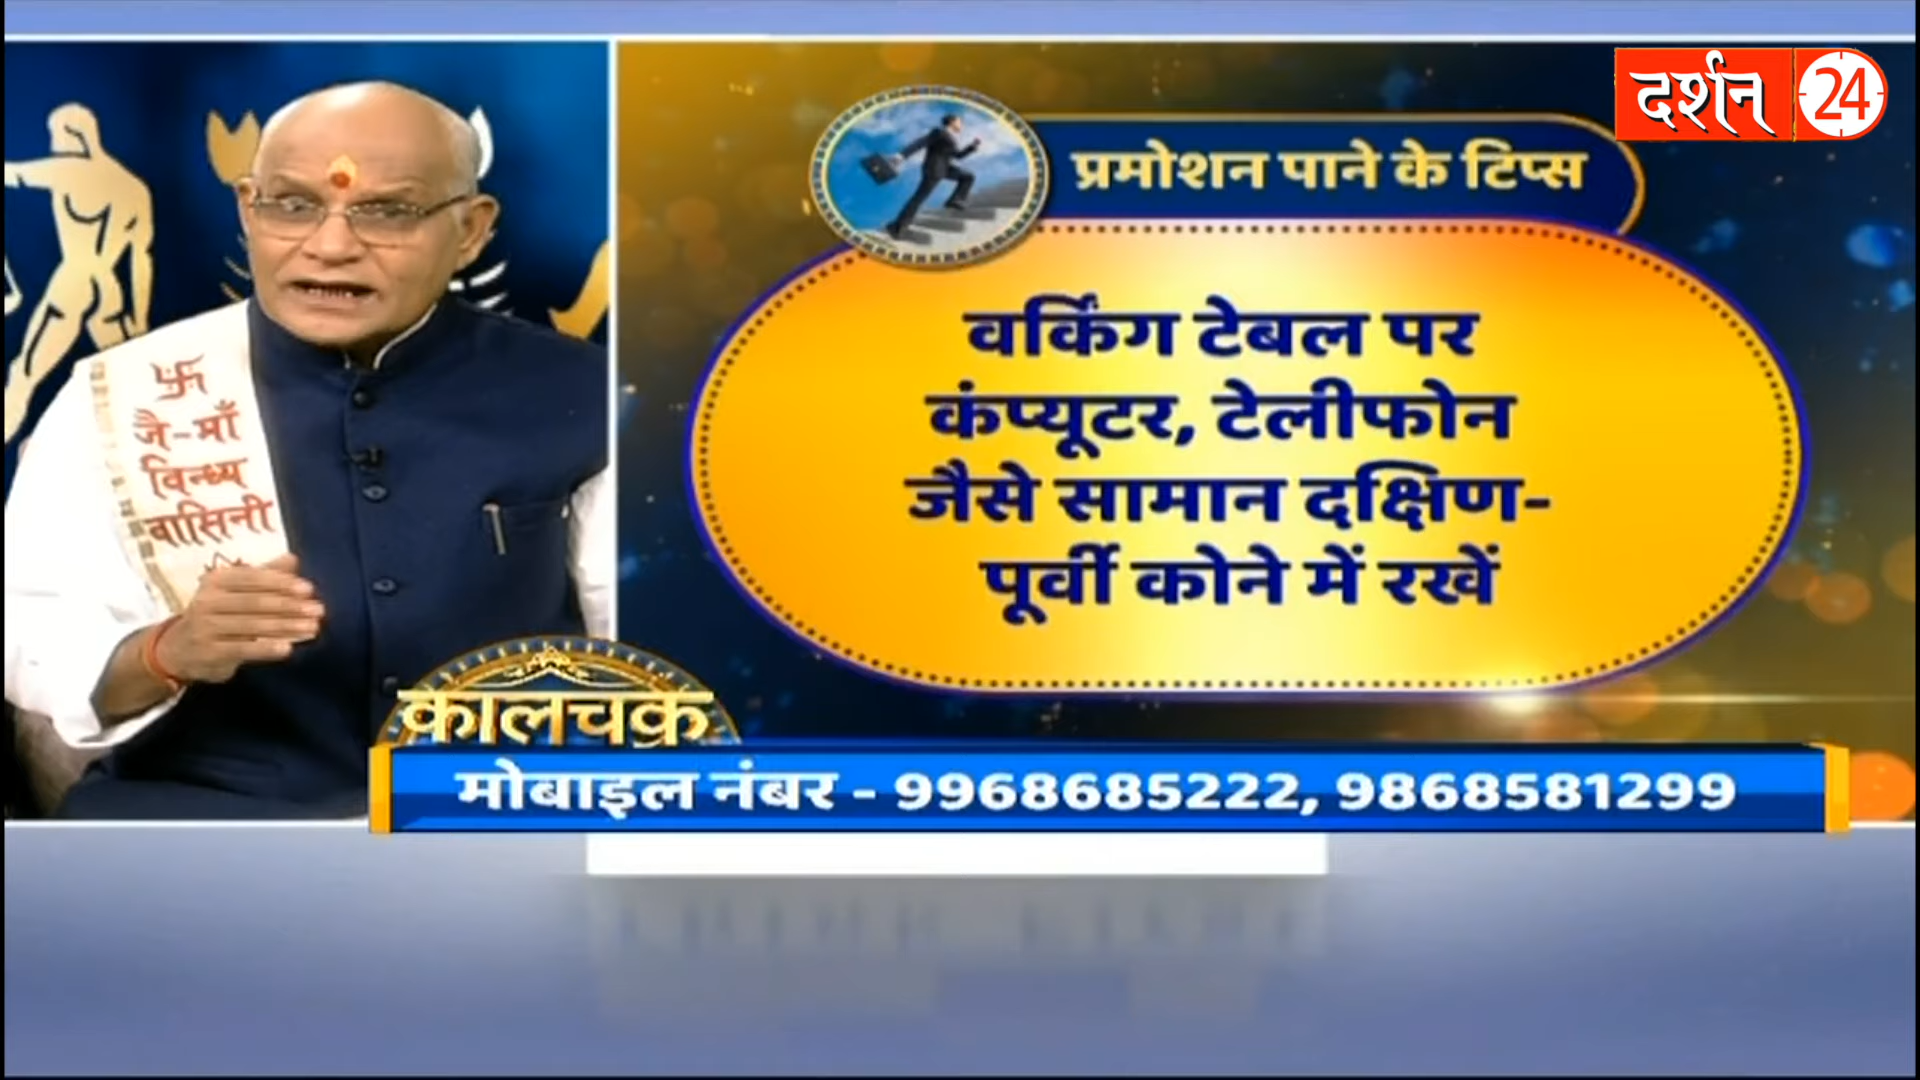 दर्शन 24
प्रमोशन पाने के टिप्स
वर्किंग टेबल पर
कंप्यूटर, टेलीफोन
जैसे सामान दक्षिण-
पूर्वी कोने में रखें
जै-माँ
विन्ध्य
वासिनी
कालचक्र
मोबाइल नंबर - 9968685222, 9868581299